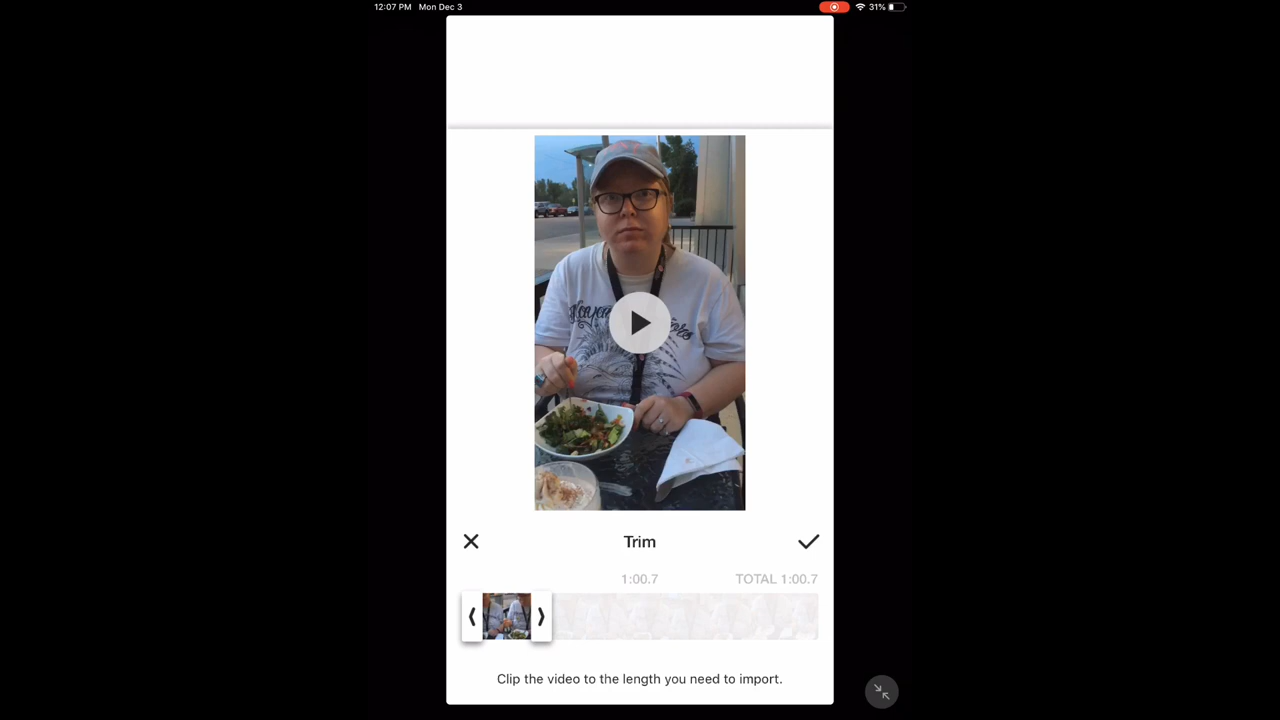 12:07 PM Mon Dec 3
31%
Trim
1:00.7
TOTAL 1:00.7
Clip the video to the length you need to import.